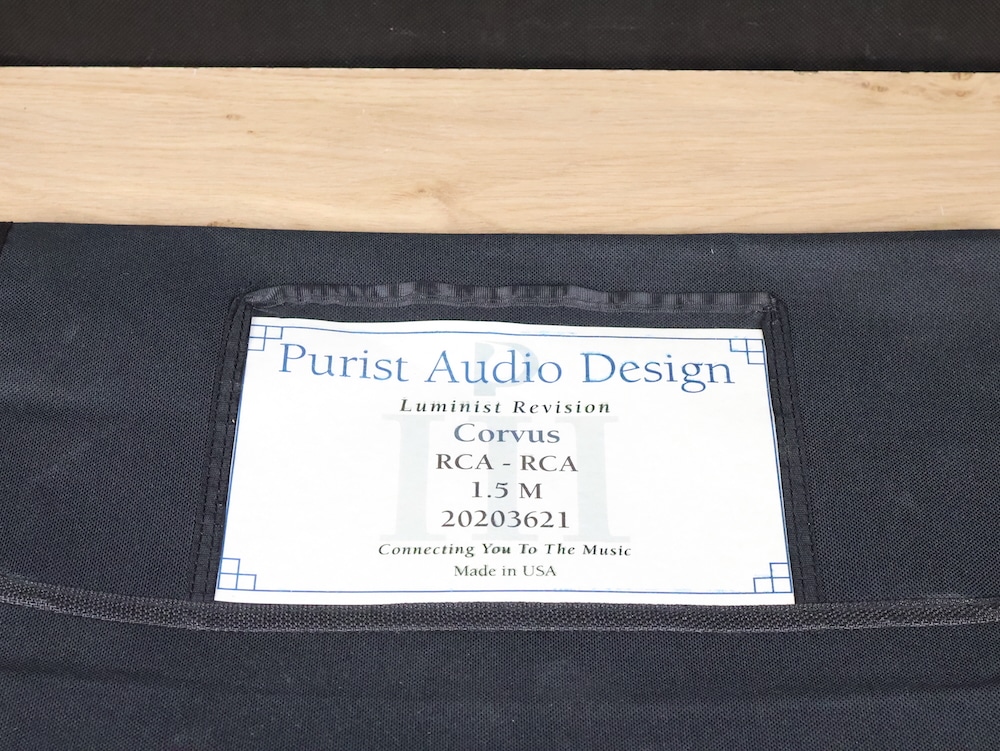 Purist Audio Design
Luminist Revision
Corvus
RCA - RCA
1.5 M
20203621
Connecting You To The Music
Made in USA